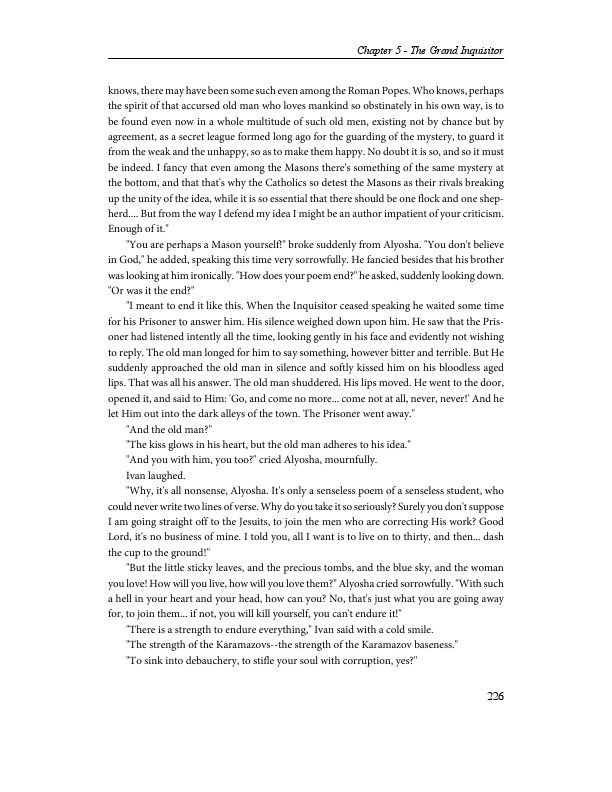 Chapter 5 - The Grand Inquisitor
knows, there may have been some such even among the Roman Popes. Who knows, perhaps
the spirit of that accursed old man who loves mankind so obstinately in his own way, is to
be found even now in a whole multitude of such old men, existing not by chance but by
agreement, as a secret league formed long ago for the guarding of the mystery, to guard it
from the weak and the unhappy, so as to make them happy. No doubt it is so, and so it must
be indeed. I fancy that even among the Masons there's something of the same mystery at
the bottom, and that that's why the Catholics so detest the Masons as their rivals breaking
up the unity of the idea, while it is so essential that there should be one flock and one shep-
herd.... But from the way I defend my idea I might be an author impatient of your criticism.
Enough of it."
"You are perhaps a Mason yourself!" broke suddenly from Alyosha. "You don't believe
in God," he added, speaking this time very sorrowfully. He fancied besides that his brother
was looking at him ironically. "How does your poem end?" he asked, suddenly looking down.
"Or was it the end?"
"I meant to end it like this. When the Inquisitor ceased speaking he waited some time
for his Prisoner to answer him. His silence weighed down upon him. He saw that the Pris-
oner had listened intently all the time, looking gently in his face and evidently not wishing
to reply. The old man longed for him to say something, however bitter and terrible. But He
suddenly approached the old man in silence and softly kissed him on his bloodless aged
lips. That was all his answer. The old man shuddered. His lips moved. He went to the door,
opened it, and said to Him: 'Go, and come no more... come not at all, never, never!' And he
let Him out into the dark alleys of the town. The Prisoner went away."
"And the old man?"
"The kiss glows in his heart, but the old man adheres to his idea."
"And you with him, you too?" cried Alyosha, mournfully.
Ivan laughed.
"Why, it's all nonsense, Alyosha. It's only a senseless poem of a senseless student, who
could never write two lines of verse. Why do you take it so seriously? Surely you don't suppose
I am going straight off to the Jesuits, to join the men who are correcting His work? Good
Lord, it's no business of mine. I told you, all I want is to live on to thirty, and then... dash
the cup to the ground!"
"But the little sticky leaves, and the precious tombs, and the blue sky, and the woman
you love! How will you live, how will you love them?" Alyosha cried sorrowfully. "With such
a hell in your heart and your head, how can you? No, that's just what you are going away
for, to join them... if not, you will kill yourself, you can't endure it!"
"There is a strength to endure everything," Ivan said with a cold smile.
"The strength of the Karamazovs--the strength of the Karamazov baseness."
"To sink into debauchery, to stifle your soul with corruption, yes?"
226